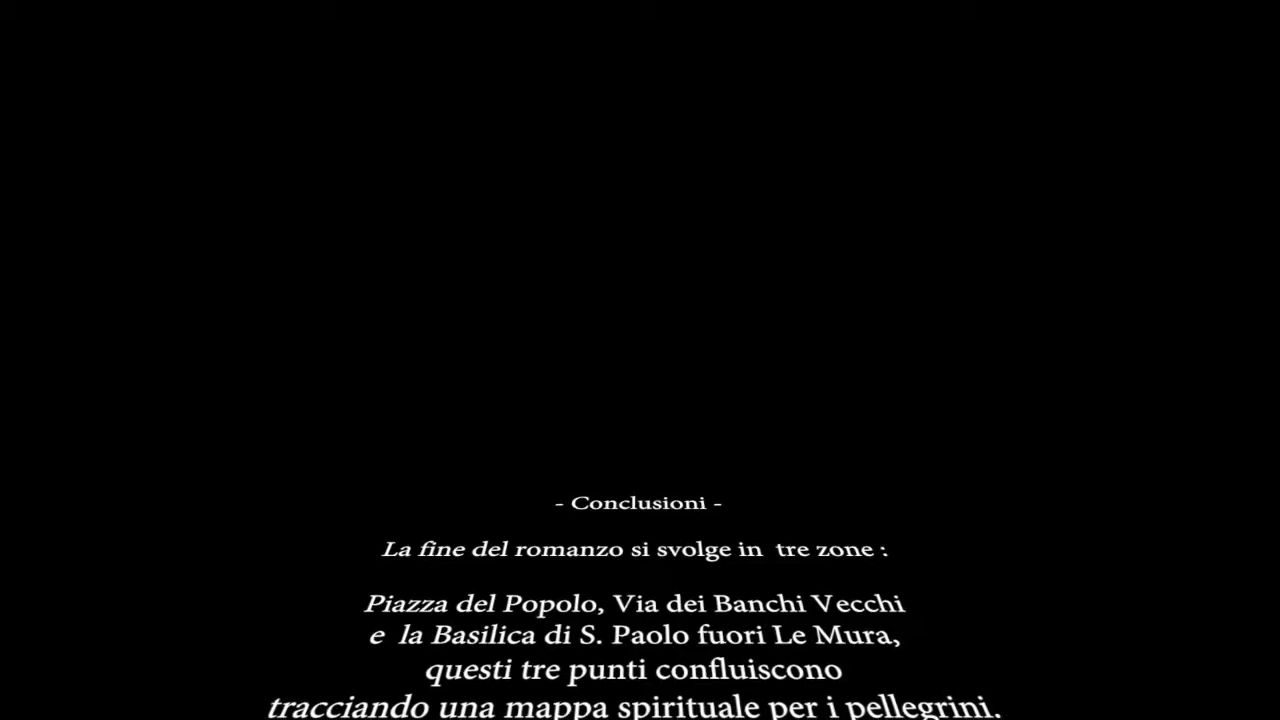 - Conclusioni -
La fine del romanzo si svolge in tre zone :
Piazza del Popolo, Via dei Banchi Vecchi
e la Basilica di S. Paolo fuori Le Mura,
questi tre punti confluiscono
tracciando una mappa spirituale per i pellegrini.